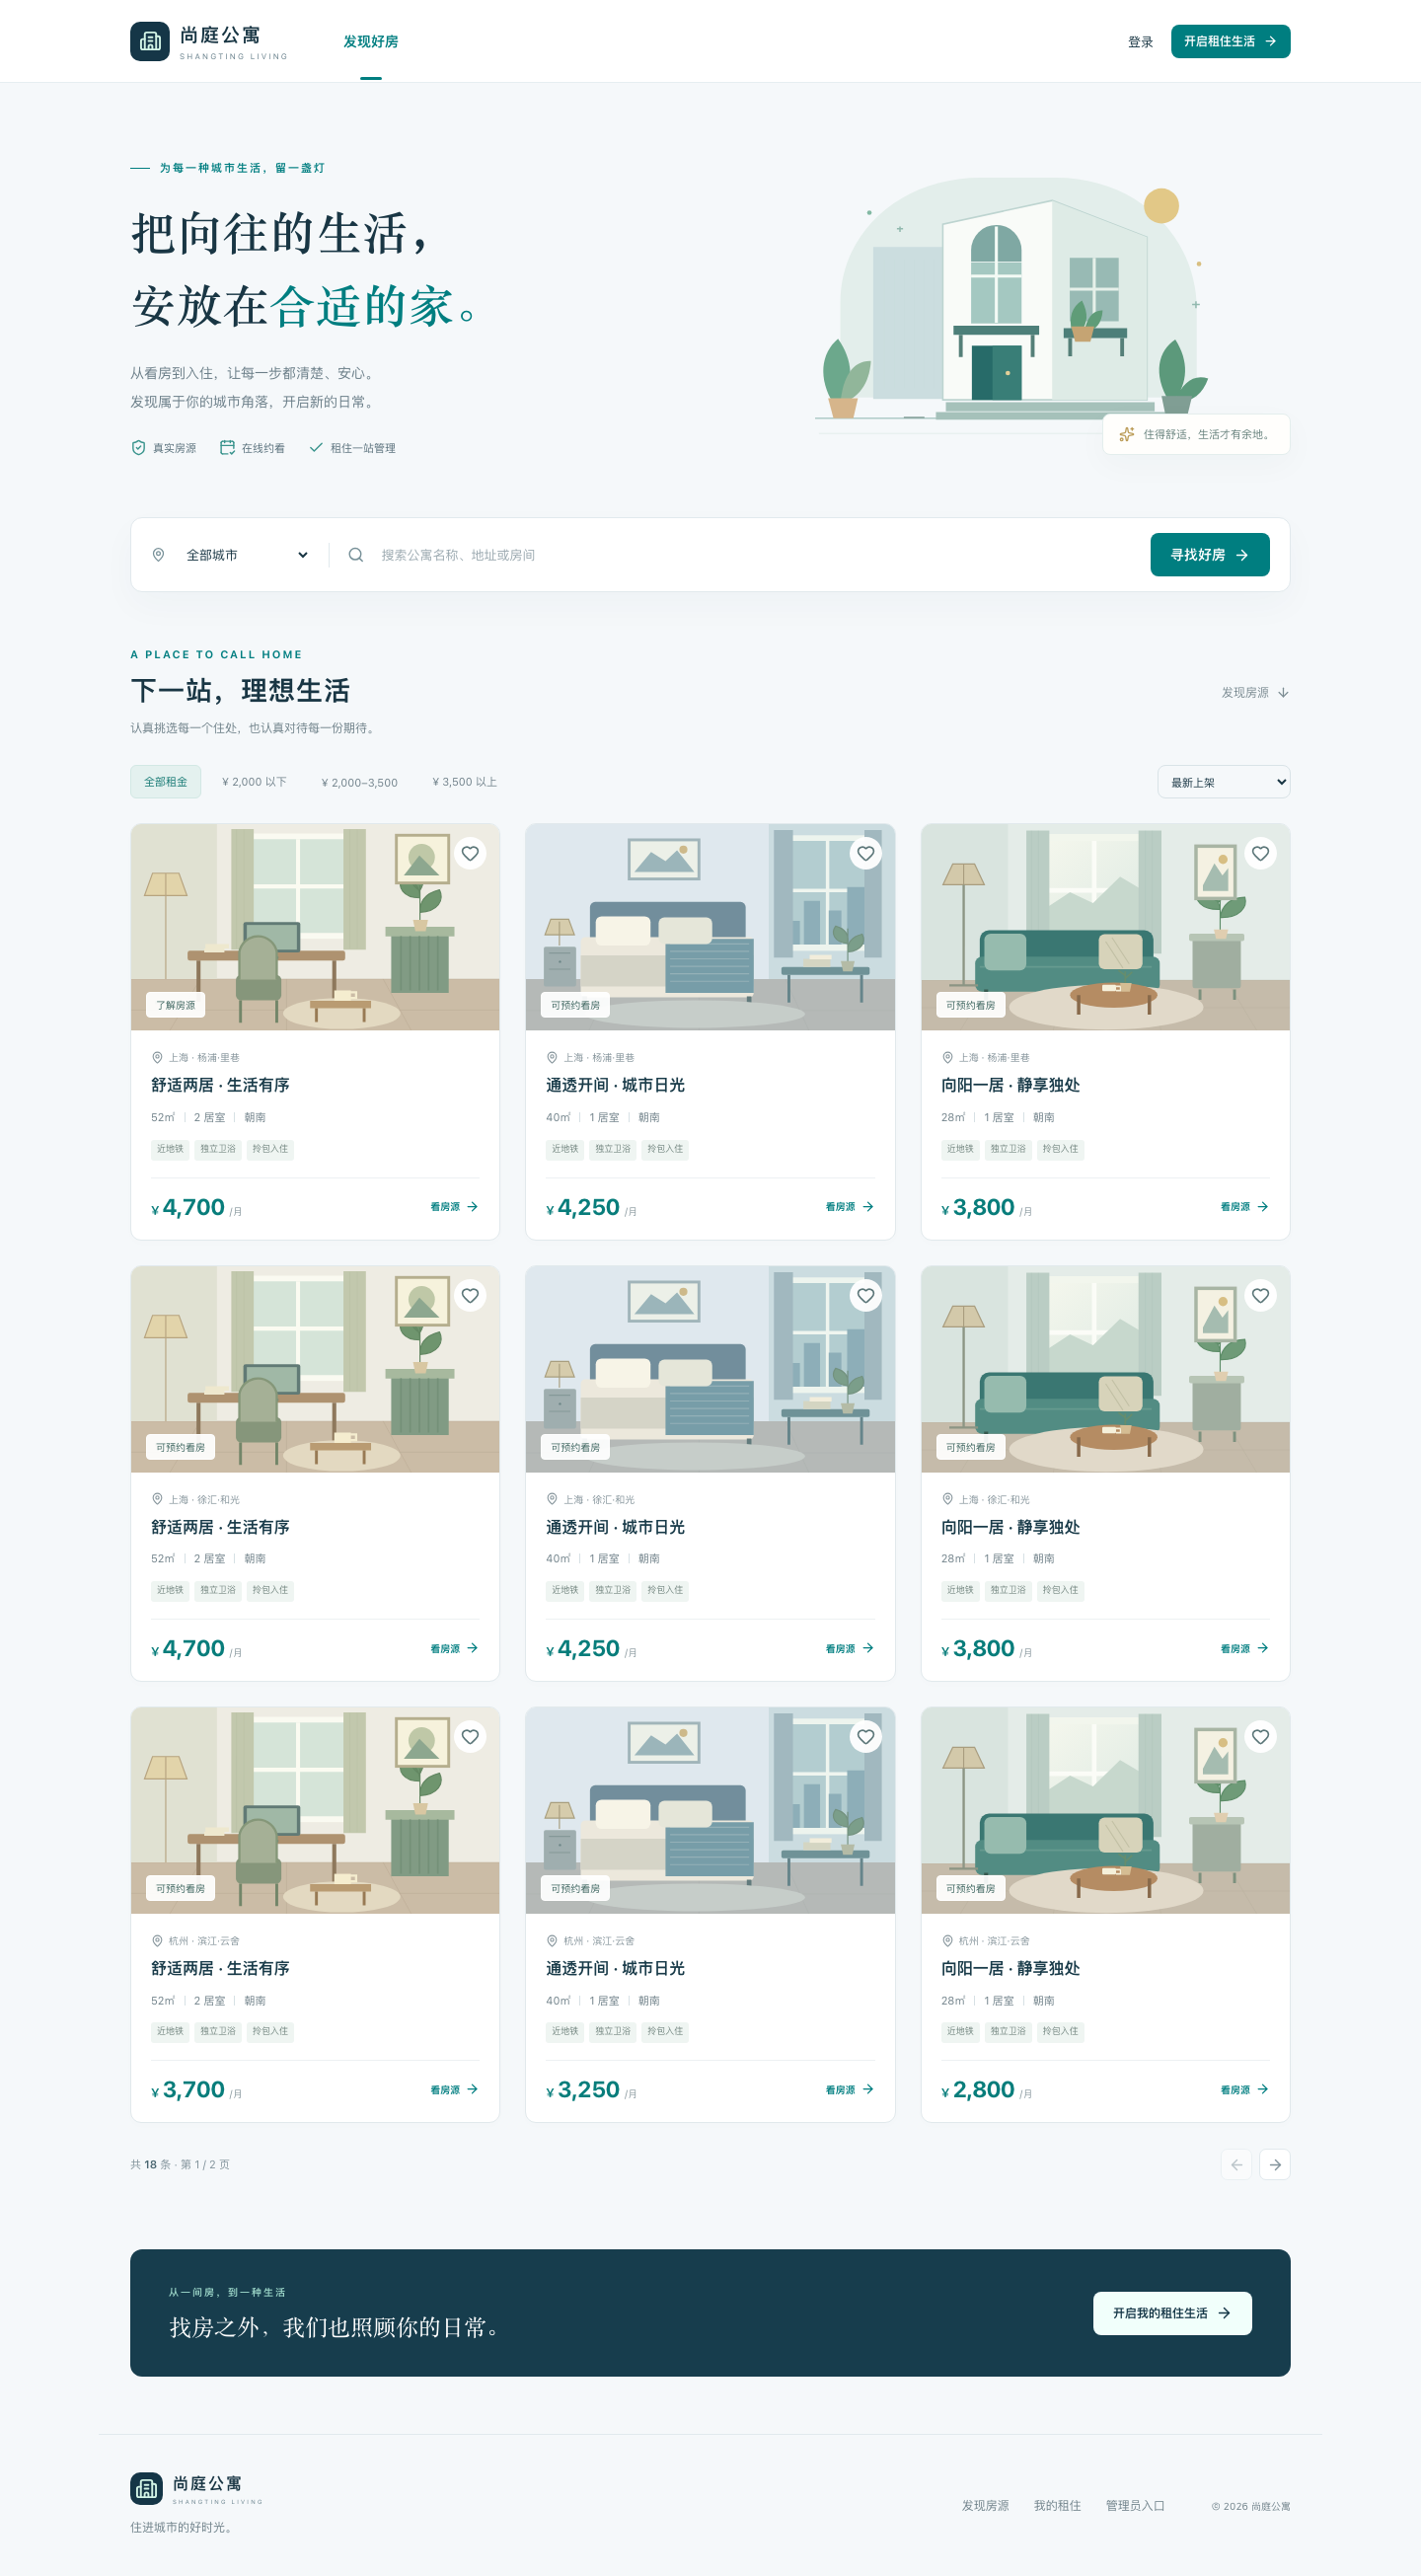 尚庭公寓
SHANGTING LIVING
发现好房
登录
开启租住生活
为每一种城市生活，留一盏灯
把向往的生活，
安放在合适的家。
从看房到入住，让每一步都清楚、安心。
发现属于你的城市角落，开启新的日常。
真实房源
在线约看
租住一站管理
住得舒适，生活才有余地。
全部城市
搜索公寓名称、地址或房间
寻找好房
A PLACE TO CALL HOME
下一站，理想生活
发现房源
认真挑选每一个住处，也认真对待每一份期待。
全部租金
¥ 2,000 以下
¥ 2,000–3,500
¥ 3,500 以上
最新上架
了解房源
上海 · 杨浦·里巷
舒适两居 · 生活有序
52㎡ | 2 居室 | 朝南
近地铁 独立卫浴 拎包入住
¥ 4,700 /月
看房源
可预约看房
上海 · 杨浦·里巷
通透开间 · 城市日光
40㎡ | 1 居室 | 朝南
近地铁 独立卫浴 拎包入住
¥ 4,250 /月
看房源
可预约看房
上海 · 杨浦·里巷
向阳一居 · 静享独处
28㎡ | 1 居室 | 朝南
近地铁 独立卫浴 拎包入住
¥ 3,800 /月
看房源
可预约看房
上海 · 徐汇·和光
舒适两居 · 生活有序
52㎡ | 2 居室 | 朝南
近地铁 独立卫浴 拎包入住
¥ 4,700 /月
看房源
可预约看房
上海 · 徐汇·和光
通透开间 · 城市日光
40㎡ | 1 居室 | 朝南
近地铁 独立卫浴 拎包入住
¥ 4,250 /月
看房源
可预约看房
上海 · 徐汇·和光
向阳一居 · 静享独处
28㎡ | 1 居室 | 朝南
近地铁 独立卫浴 拎包入住
¥ 3,800 /月
看房源
可预约看房
杭州 · 滨江·云舍
舒适两居 · 生活有序
52㎡ | 2 居室 | 朝南
近地铁 独立卫浴 拎包入住
¥ 3,700 /月
看房源
可预约看房
杭州 · 滨江·云舍
通透开间 · 城市日光
40㎡ | 1 居室 | 朝南
近地铁 独立卫浴 拎包入住
¥ 3,250 /月
看房源
可预约看房
杭州 · 滨江·云舍
向阳一居 · 静享独处
28㎡ | 1 居室 | 朝南
近地铁 独立卫浴 拎包入住
¥ 2,800 /月
看房源
共 18 条 · 第 1 / 2 页
从一间房，到一种生活
找房之外，我们也照顾你的日常。
开启我的租住生活
尚庭公寓
SHANGTING LIVING
住进城市的好时光。
发现房源
我的租住
管理员入口
© 2026 尚庭公寓